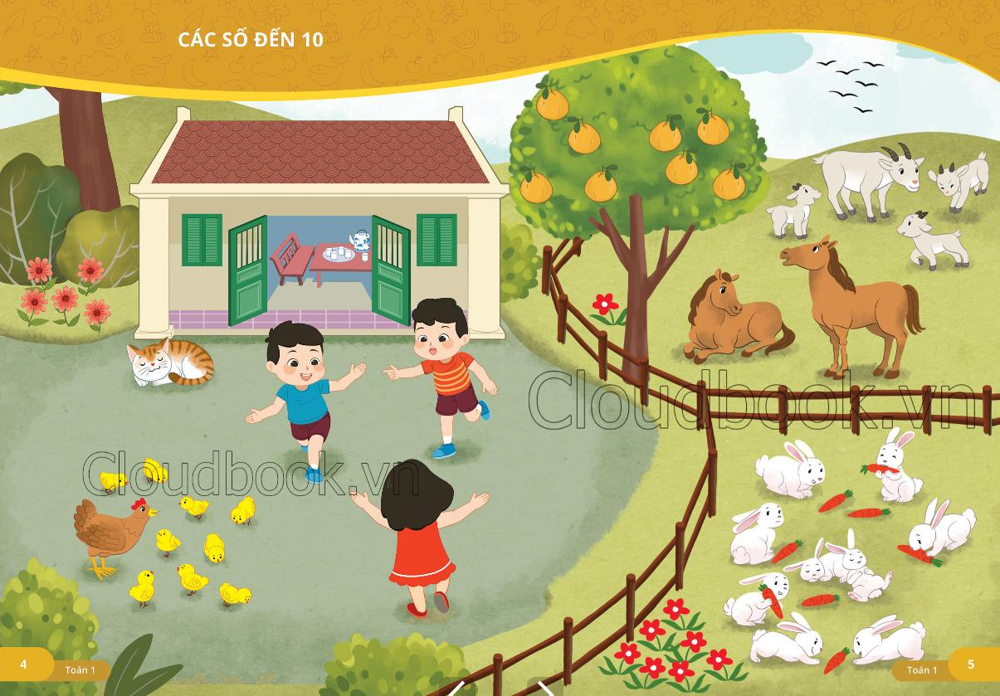 CÁC SỐ ĐẾN 10
Cloudbook.vn
Cloudbook.vn
4
Toán 1
Toán 1
5